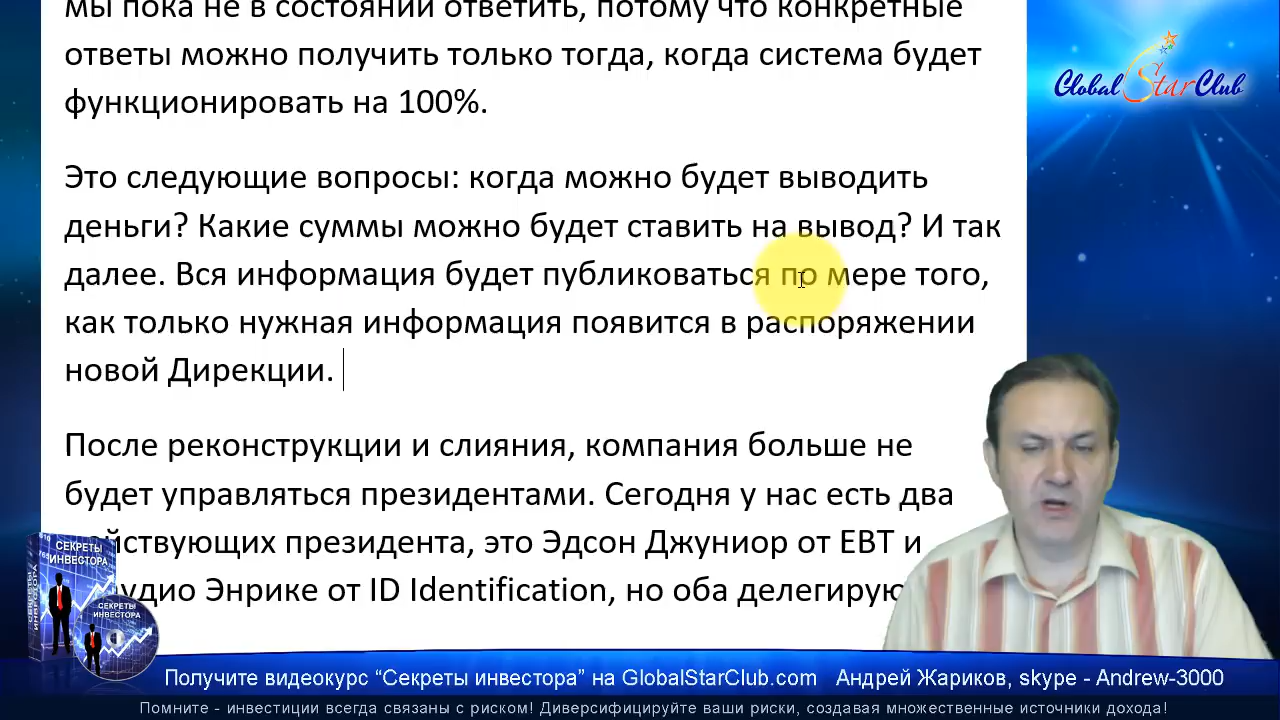 мы пока не в состоянии ответить, потому что конкретные
ответы можно получить только тогда, когда система будет
функционировать на 100%.
Global Star Club
Это следующие вопросы: когда можно будет выводить
деньги? Какие суммы можно будет ставить на вывод? И так
далее. Вся информация будет публиковаться по мере того,
как только нужная информация появится в распоряжении
новой Дирекции.
После реконструкции и слияния, компания больше не
будет управляться президентами. Сегодня у нас есть два
президента, это Эдсон Джуниор от EBT и
Энрике от ID Identification, но оба
СЕКРЕТЫ
ИНВЕСТОРА
СЕКРЕТЫ
ИНВЕСТОРА
Получите видеокурс “Секреты инвестора” на GlobalStarClub.com Андрей Жариков, skype - Andrew-3000
Помните - инвестиции всегда связаны с риском! Диверсифицируйте ваши риски, создавая множественные источники дохода!